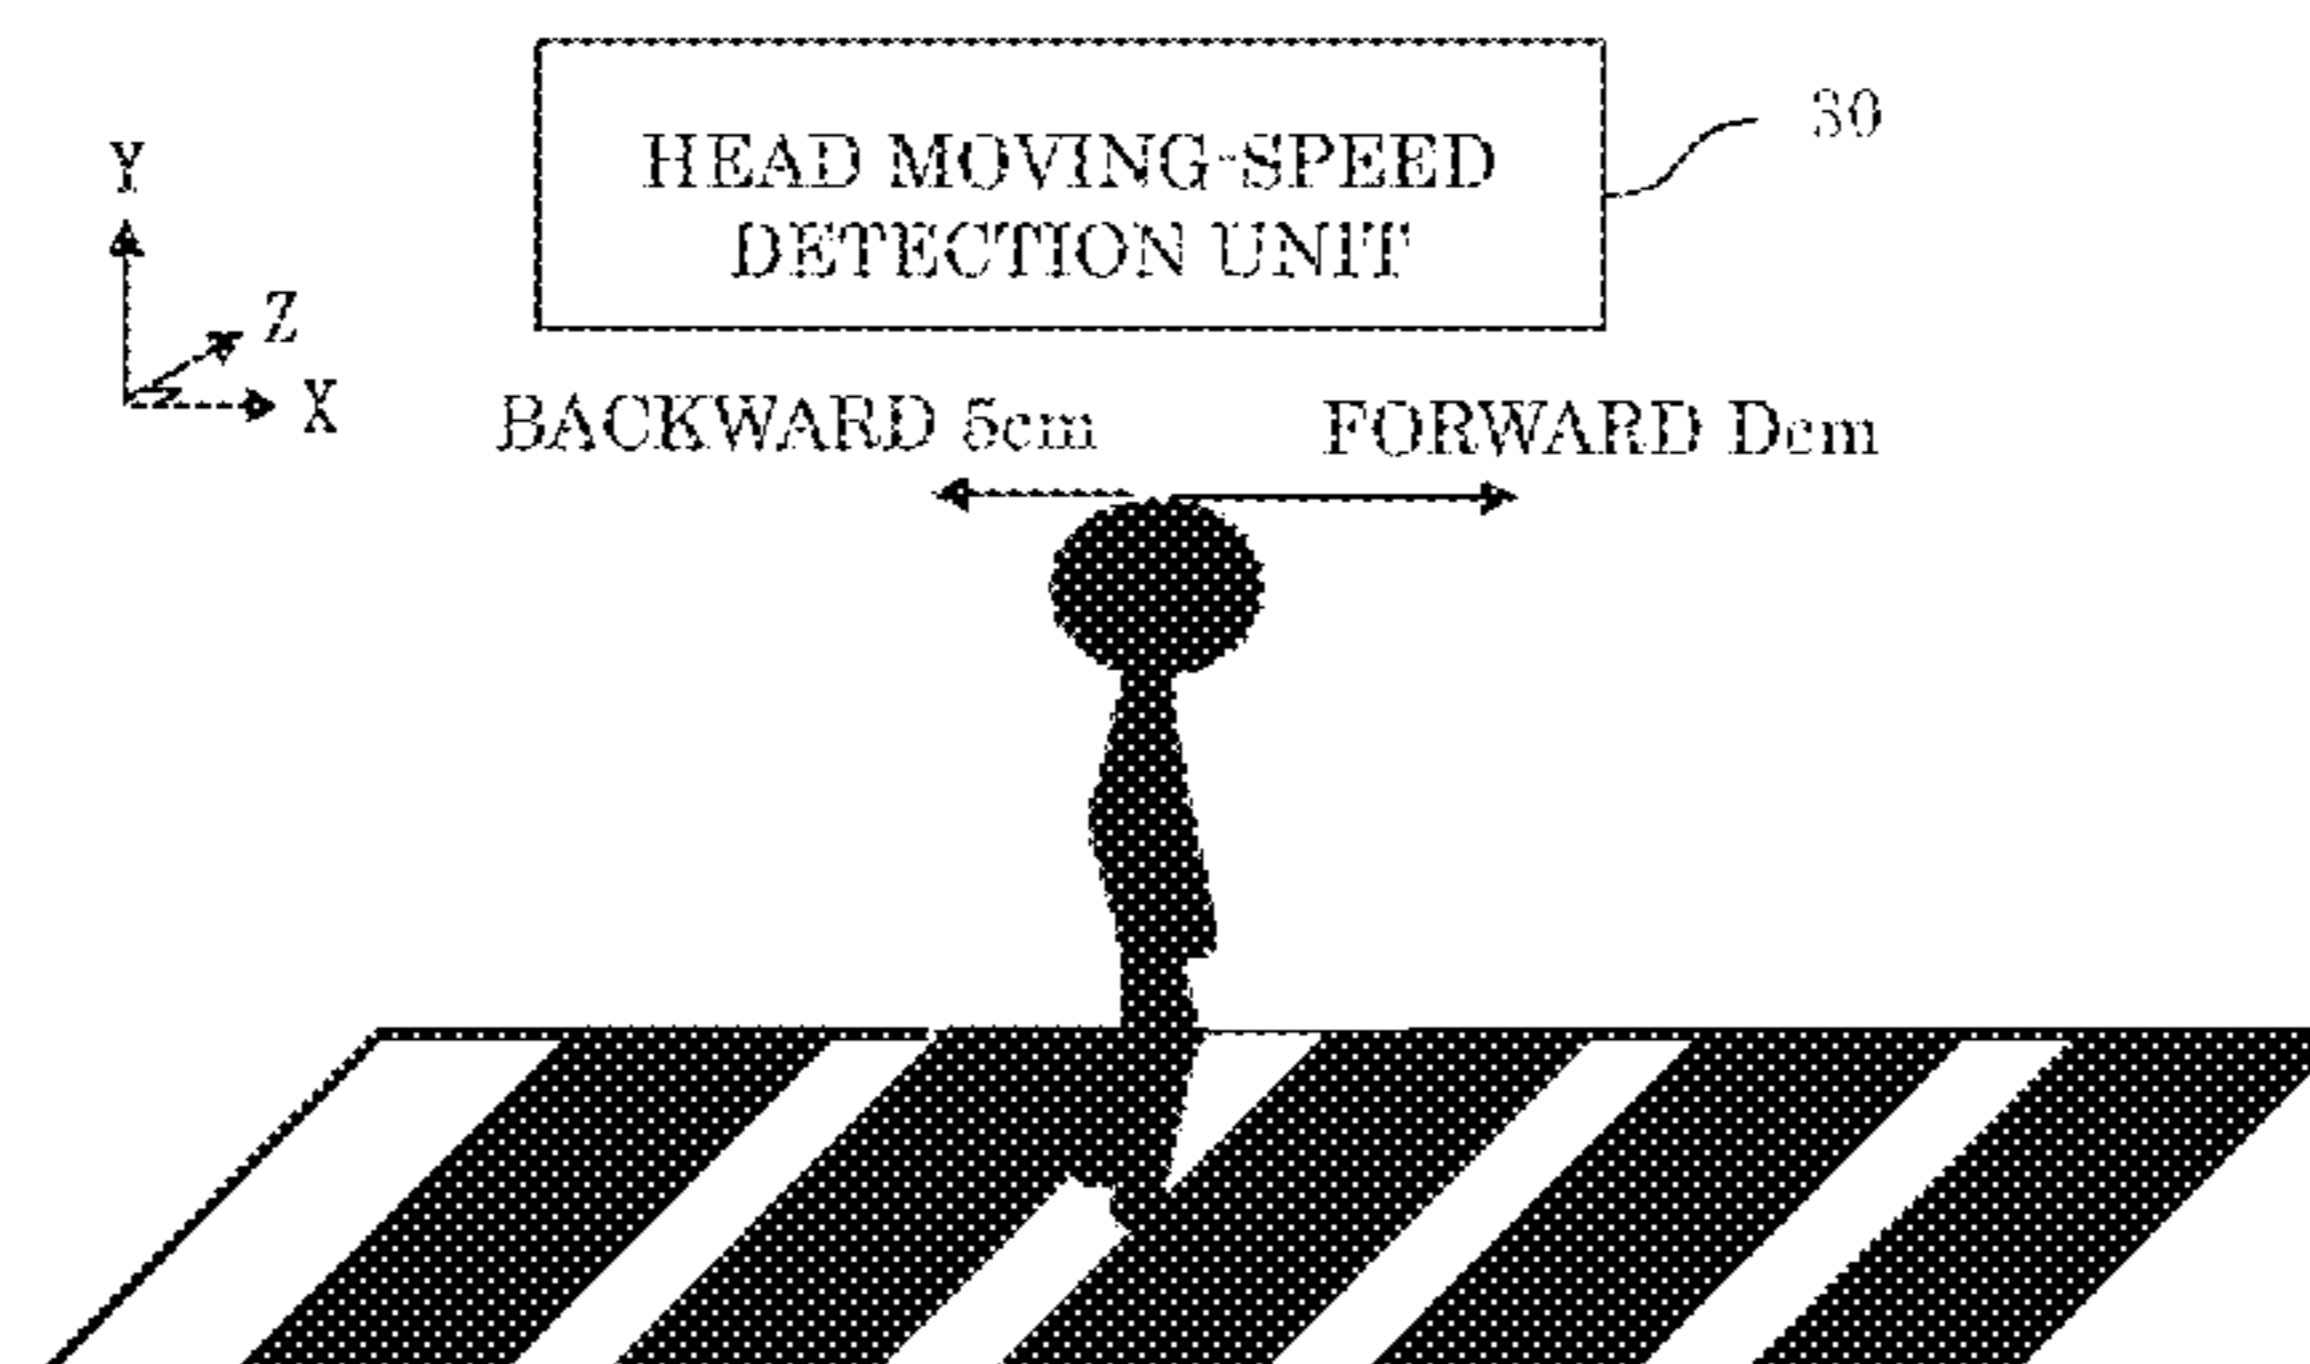 HEAD MOVING-SPEED
DETECTION UNIT
30
Y
Z
X
BACKWARD 5cm
FORWARD Dcm